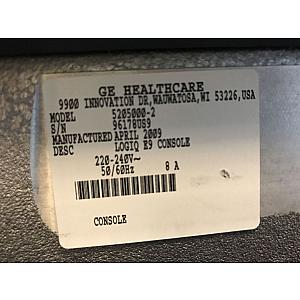 GE HEALTHCARE
9900 INNOVATION DR,WAUWATOSA,WI 53226,USA
MODEL 5205000-2
S/N 96178US9
MANUFACTURED APRIL 2009
DESC LOGIQ E9 CONSOLE
220-240V~ 8 A
50/60Hz
CONSOLE